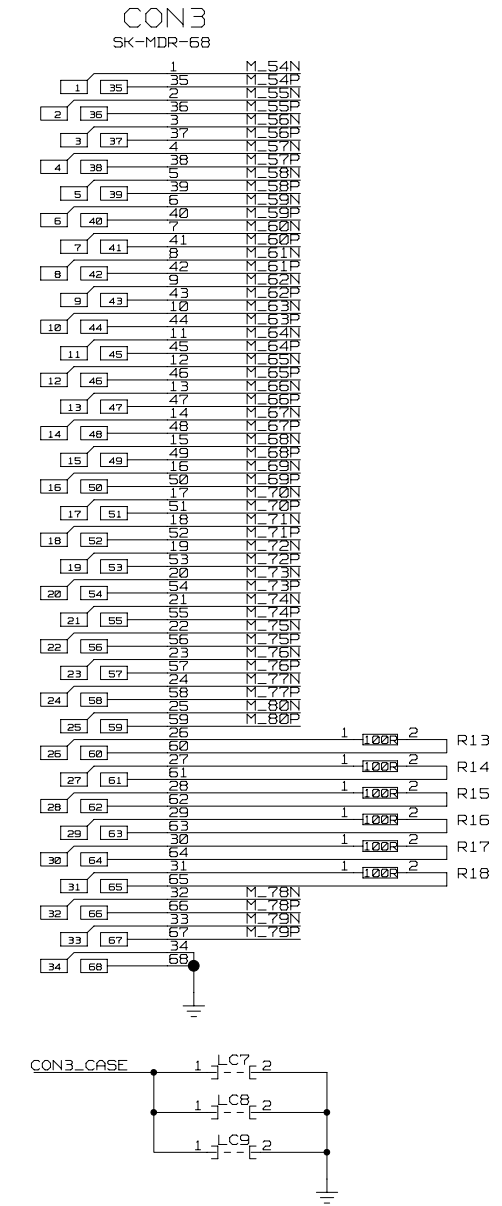 CON3
SK-MDR-68
1 M_54N
1 35 35 M_54P
2 M_55N
2 36 36 M_55P
3 M_56N
3 37 37 M_56P
4 M_57N
4 38 38 M_57P
5 M_58N
5 39 39 M_58P
6 M_59N
6 40 40 M_59P
7 M_60N
7 41 41 M_60P
8 M_61N
8 42 42 M_61P
9 M_62N
9 43 43 M_62P
10 M_63N
10 44 44 M_63P
11 M_64N
11 45 45 M_64P
12 M_65N
12 46 46 M_65P
13 M_66N
13 47 47 M_66P
14 M_67N
14 48 48 M_67P
15 M_68N
15 49 49 M_68P
16 M_69N
16 50 50 M_69P
17 M_70N
17 51 51 M_70P
18 M_71N
18 52 52 M_71P
19 M_72N
19 53 53 M_72P
20 M_73N
20 54 54 M_73P
21 M_74N
21 55 55 M_74P
22 M_75N
22 56 56 M_75P
23 M_76N
23 57 57 M_76P
24 M_77N
24 58 58 M_77P
25 M_80N
25 59 59 M_80P
26 1 100R 2 R13
26 60 60
27 1 100R 2 R14
27 61 61
28 1 100R 2 R15
28 62 62
29 1 100R 2 R16
29 63 63
30 1 100R 2 R17
30 64 64
31 1 100R 2 R18
31 65 65
32 M_78N
32 66 66 M_78P
33 M_79N
33 67 67 M_79P
34
34 68 68
CON3_CASE 1 LC7 2
1 LC8 2
1 LC9 2